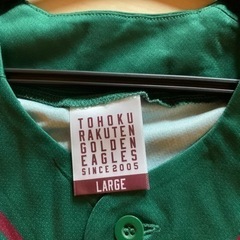 TOHOKU
RAKUTEN
GOLDEN
EAGLES
SINCE 2005
LARGE